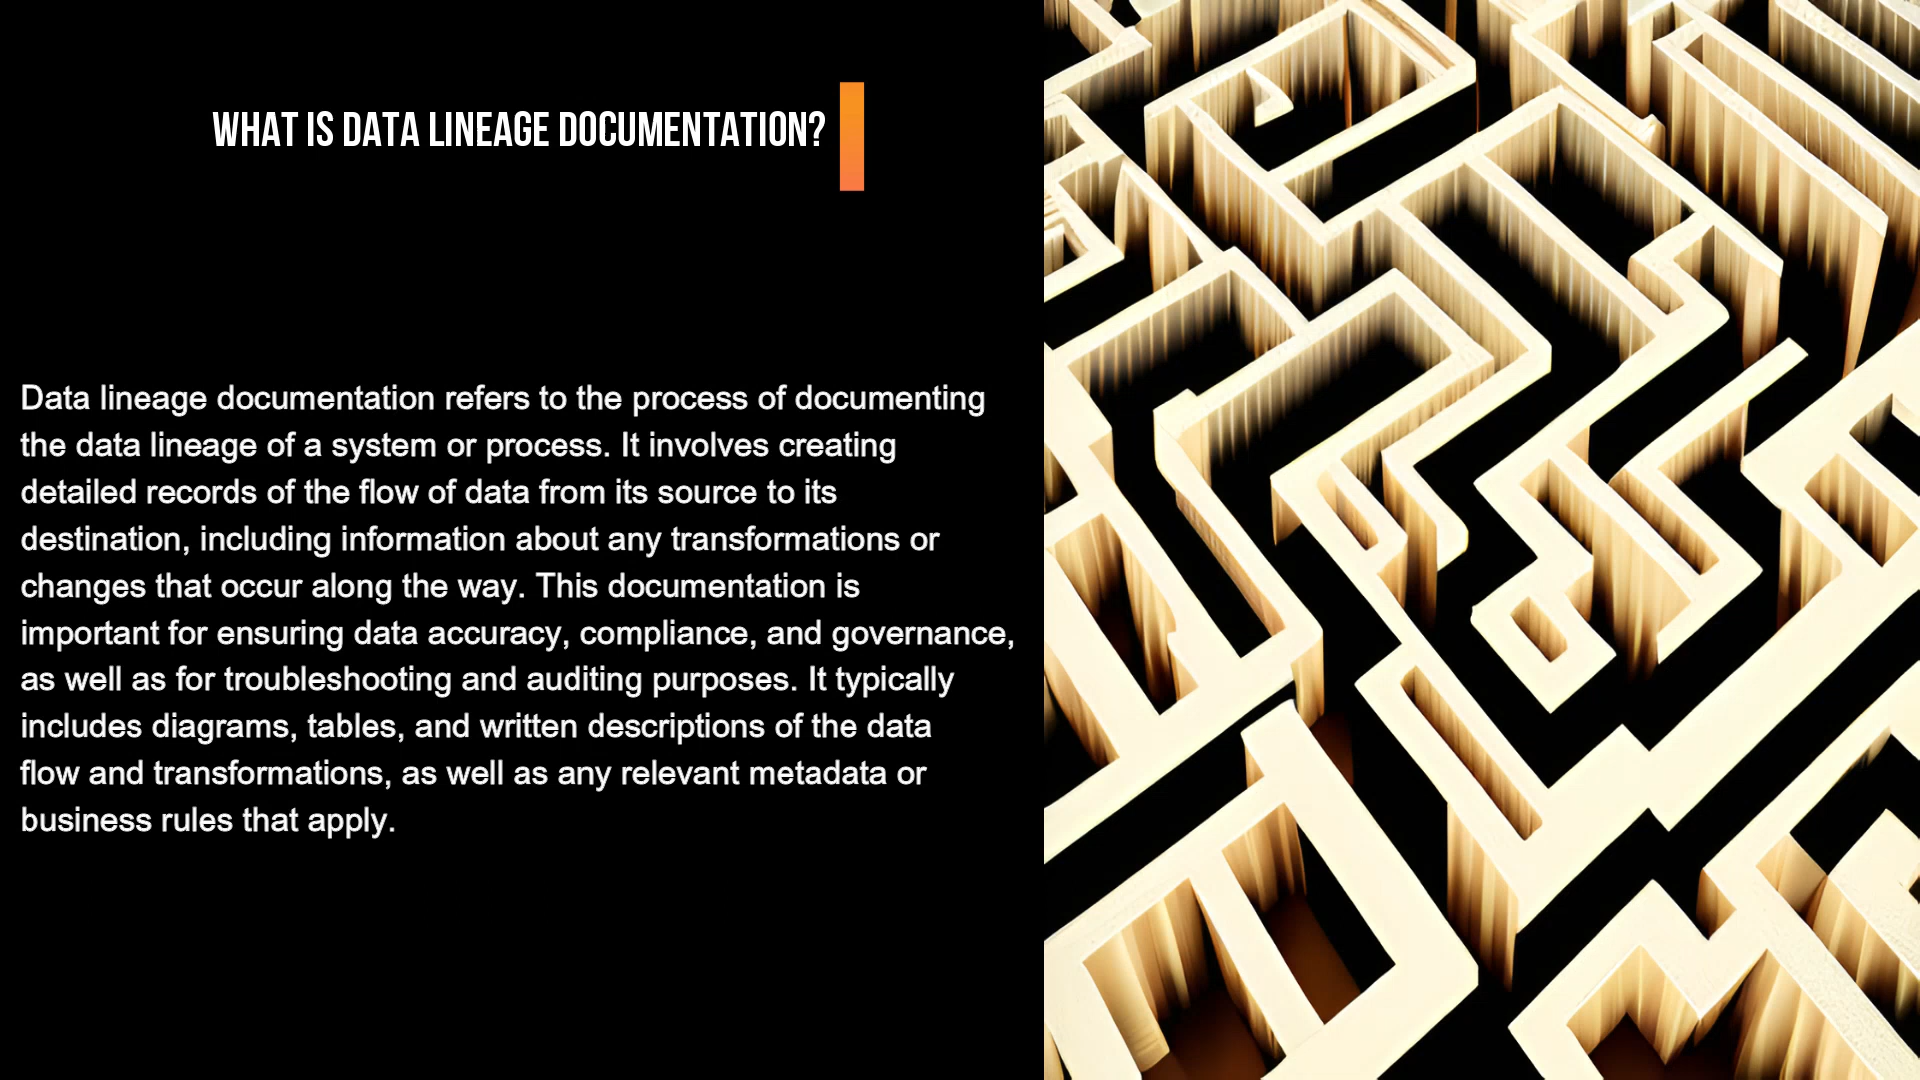 WHAT IS DATA LINEAGE DOCUMENTATION?
Data lineage documentation refers to the process of documenting
the data lineage of a system or process. It involves creating
detailed records of the flow of data from its source to its
destination, including information about any transformations or
changes that occur along the way. This documentation is
important for ensuring data accuracy, compliance, and governance,
as well as for troubleshooting and auditing purposes. It typically
includes diagrams, tables, and written descriptions of the data
flow and transformations, as well as any relevant metadata or
business rules that apply.